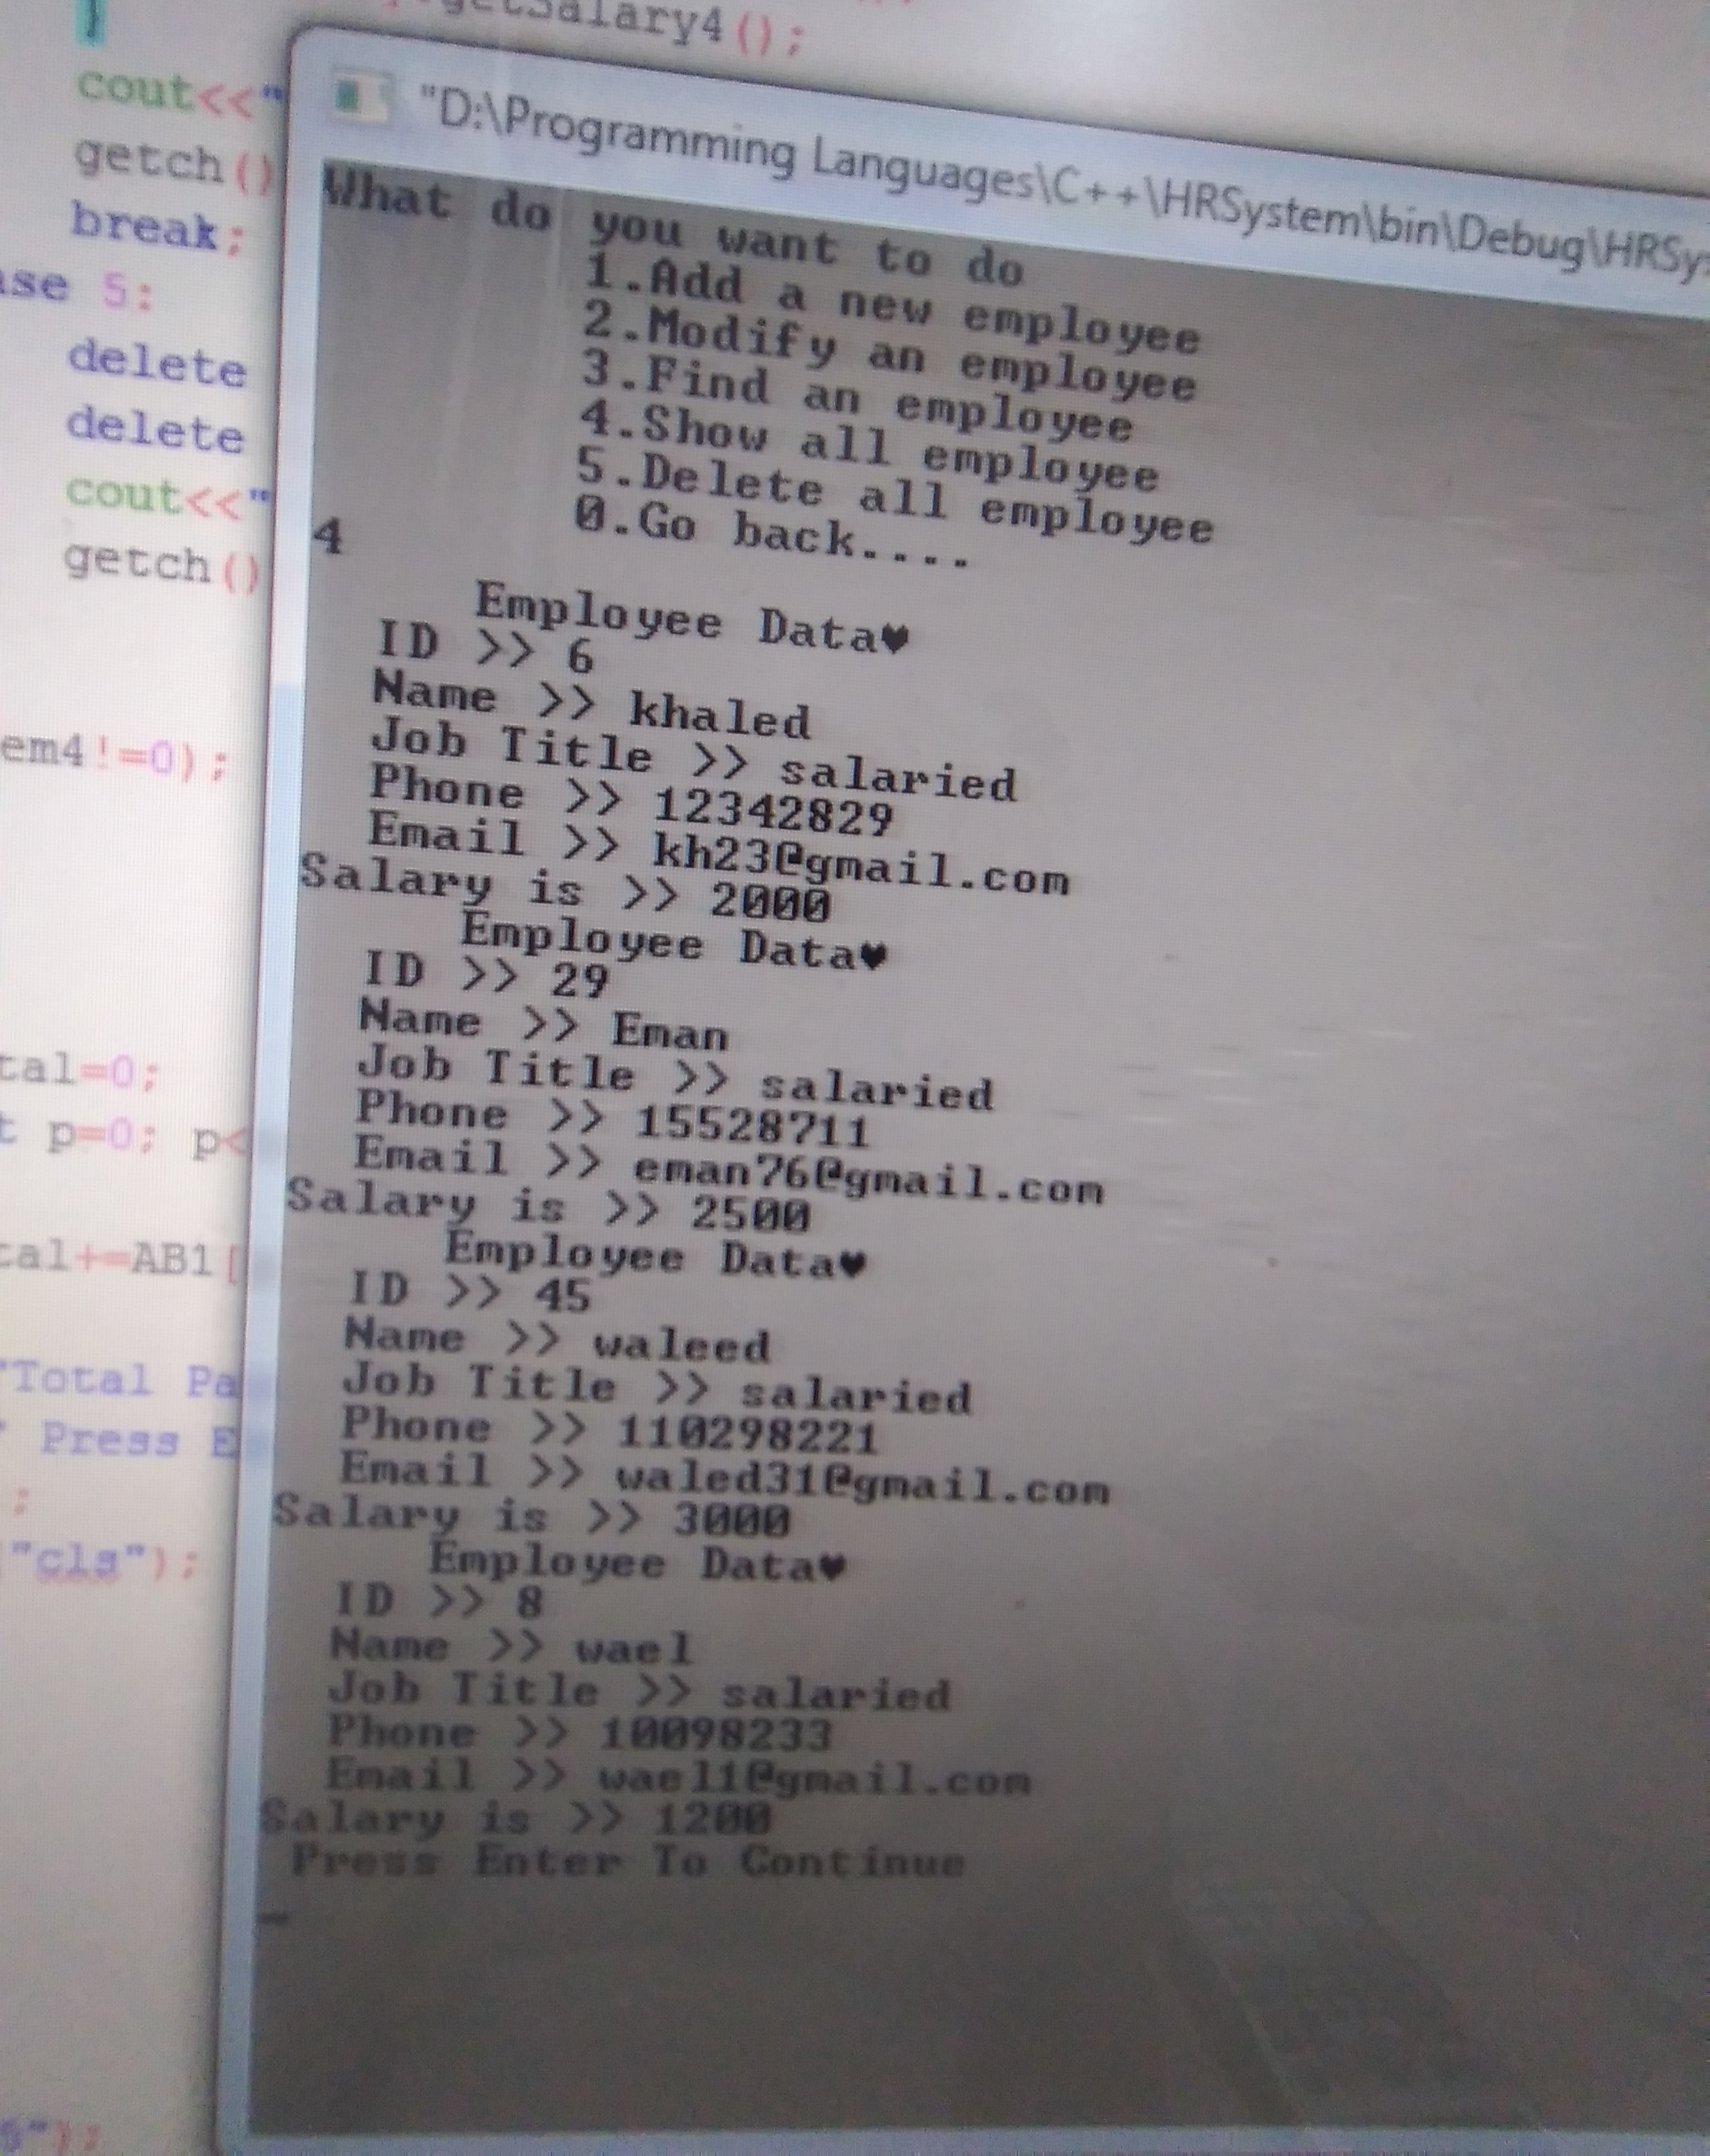 getSalary4();
}
cout<<"
getch()
break;
ase 5:
delete
delete
cout<<"
getch()
em4!=0);
tal=0;
t p=0; p<
tal+=AB1[
"Total Pa
Press E
;
"cls");
");
"D:\Programming Languages\C++\HRSystem\bin\Debug\HRSys
What do you want to do
1.Add a new employee
2.Modify an employee
3.Find an employee
4.Show all employee
5.Delete all employee
0.Go back....
4
Employee Data♥
ID >> 6
Name >> khaled
Job Title >> salaried
Phone >> 12342829
Email >> kh23@gmail.com
Salary is >> 2000
Employee Data♥
ID >> 29
Name >> Eman
Job Title >> salaried
Phone >> 15528711
Email >> eman76@gmail.com
Salary is >> 2500
Employee Data♥
ID >> 45
Name >> waleed
Job Title >> salaried
Phone >> 110298221
Email >> waled31@gmail.com
Salary is >> 3000
Employee Data♥
ID >> 8
Name >> wael
Job Title >> salaried
Phone >> 10098233
Email >> wael1@gmail.com
Salary is >> 1200
Press Enter To Continue